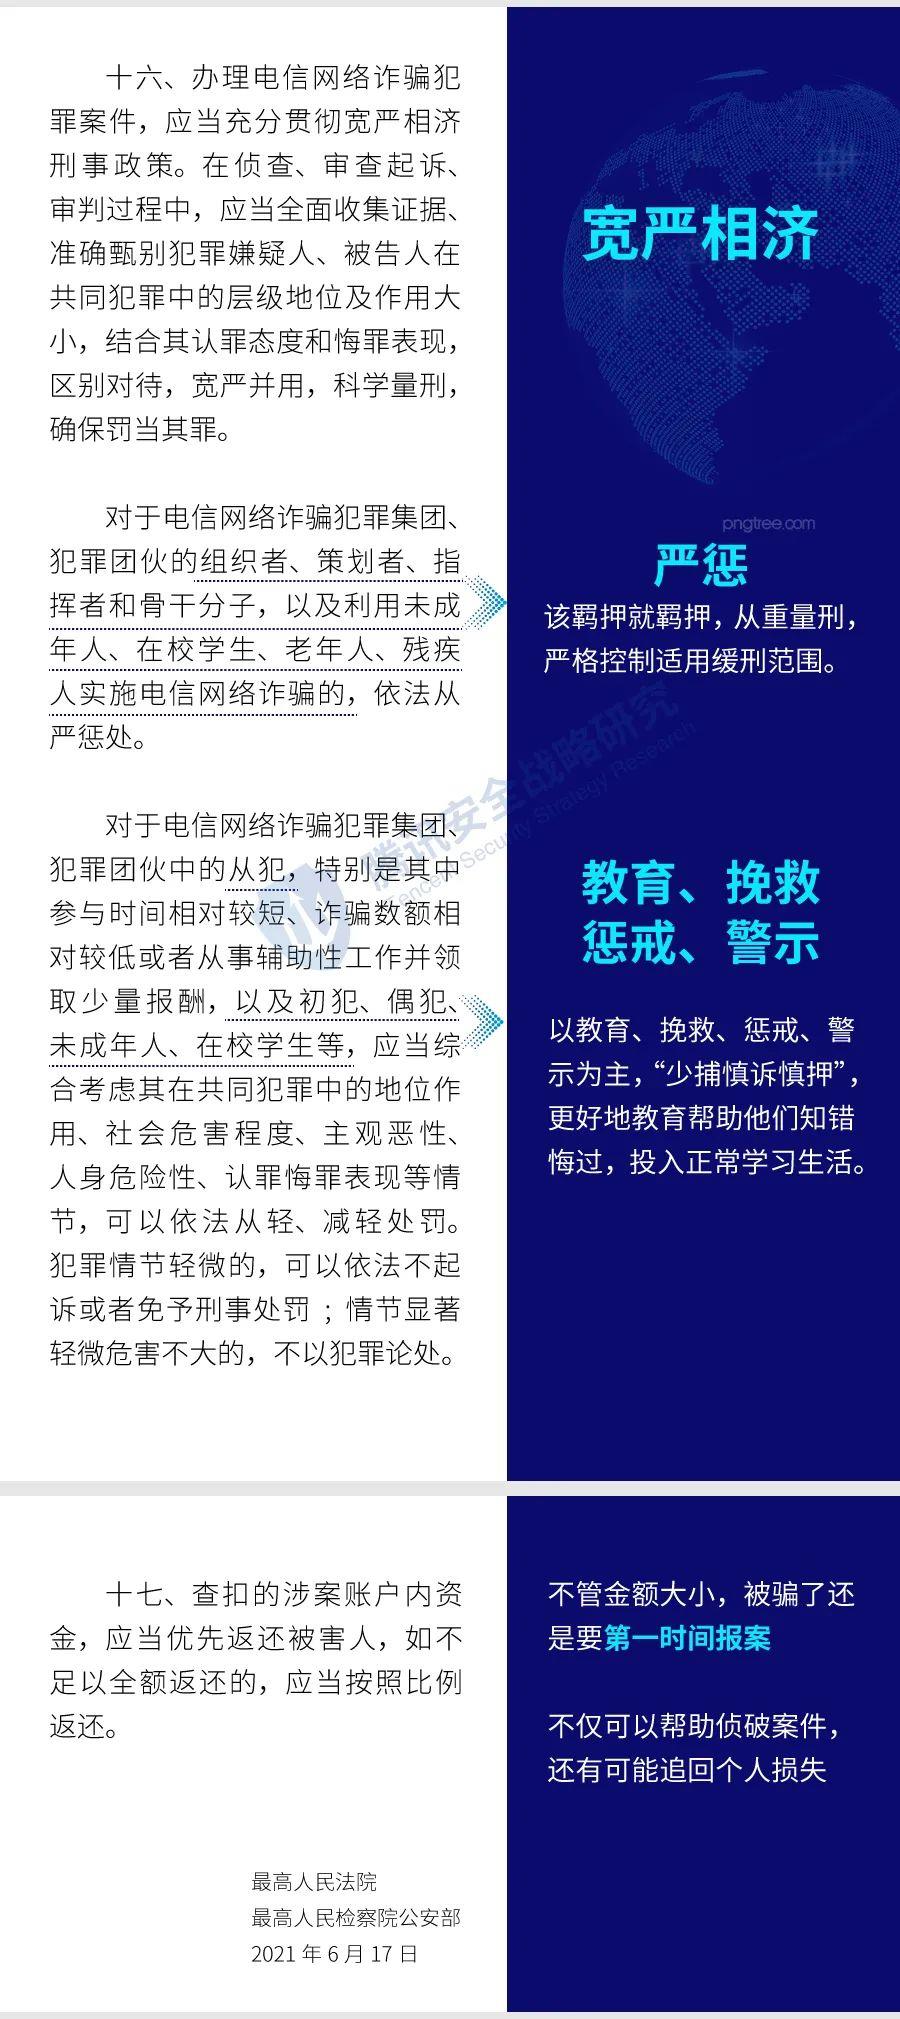 十六、办理电信网络诈骗犯
罪案件，应当充分贯彻宽严相济
刑事政策。在侦查、审查起诉、
审判过程中，应当全面收集证据、
准确甄别犯罪嫌疑人、被告人在
共同犯罪中的层级地位及作用大
小，结合其认罪态度和悔罪表现，
区别对待，宽严并用，科学量刑，
确保罚当其罪。
宽严相济
pngtree.com
对于电信网络诈骗犯罪集团、
犯罪团伙的组织者、策划者、指
挥者和骨干分子，以及利用未成
年人、在校学生、老年人、残疾
人实施电信网络诈骗的，依法从
严惩处。
严惩
该羁押就羁押，从重量刑，
严格控制适用缓刑范围。
腾讯安全战略研究
Tencent Security Strategy Research
对于电信网络诈骗犯罪集团、
犯罪团伙中的从犯，特别是其中
参与时间相对较短、诈骗数额相
对较低或者从事辅助性工作并领
取少量报酬，以及初犯、偶犯、
未成年人、在校学生等，应当综
合考虑其在共同犯罪中的地位作
用、社会危害程度、主观恶性、
人身危险性、认罪悔罪表现等情
节，可以依法从轻、减轻处罚。
犯罪情节轻微的，可以依法不起
诉或者免予刑事处罚；情节显著
轻微危害不大的，不以犯罪论处。
教育、挽救
惩戒、警示
以教育、挽救、惩戒、警
示为主，“少捕慎诉慎押”，
更好地教育帮助他们知错
悔过，投入正常学习生活。
十七、查扣的涉案账户内资
金，应当优先返还被害人，如不
足以全额返还的，应当按照比例
返还。
不管金额大小，被骗了还
是要第一时间报案
不仅可以帮助侦破案件，
还有可能追回个人损失
最高人民法院
最高人民检察院公安部
2021 年 6 月 17 日